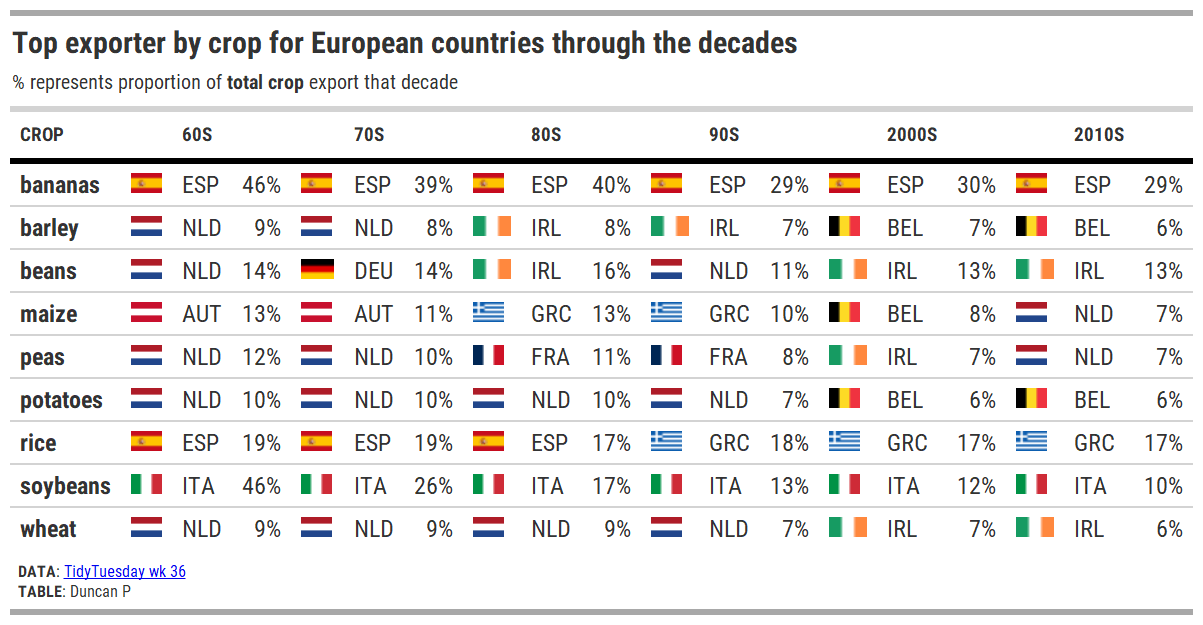 Top exporter by crop for European countries through the decades
% represents proportion of total crop export that decade
CROP 60S 70S 80S 90S 2000S 2010S
bananas ESP 46% ESP 39% ESP 40% ESP 29% ESP 30% ESP 29%
barley NLD 9% NLD 8% IRL 8% IRL 7% BEL 7% BEL 6%
beans NLD 14% DEU 14% IRL 16% NLD 11% IRL 13% IRL 13%
maize AUT 13% AUT 11% GRC 13% GRC 10% BEL 8% NLD 7%
peas NLD 12% NLD 10% FRA 11% FRA 8% IRL 7% NLD 7%
potatoes NLD 10% NLD 10% NLD 10% NLD 7% BEL 6% BEL 6%
rice ESP 19% ESP 19% ESP 17% GRC 18% GRC 17% GRC 17%
soybeans ITA 46% ITA 26% ITA 17% ITA 13% ITA 12% ITA 10%
wheat NLD 9% NLD 9% NLD 9% NLD 7% IRL 7% IRL 6%
DATA: TidyTuesday wk 36
TABLE: Duncan P